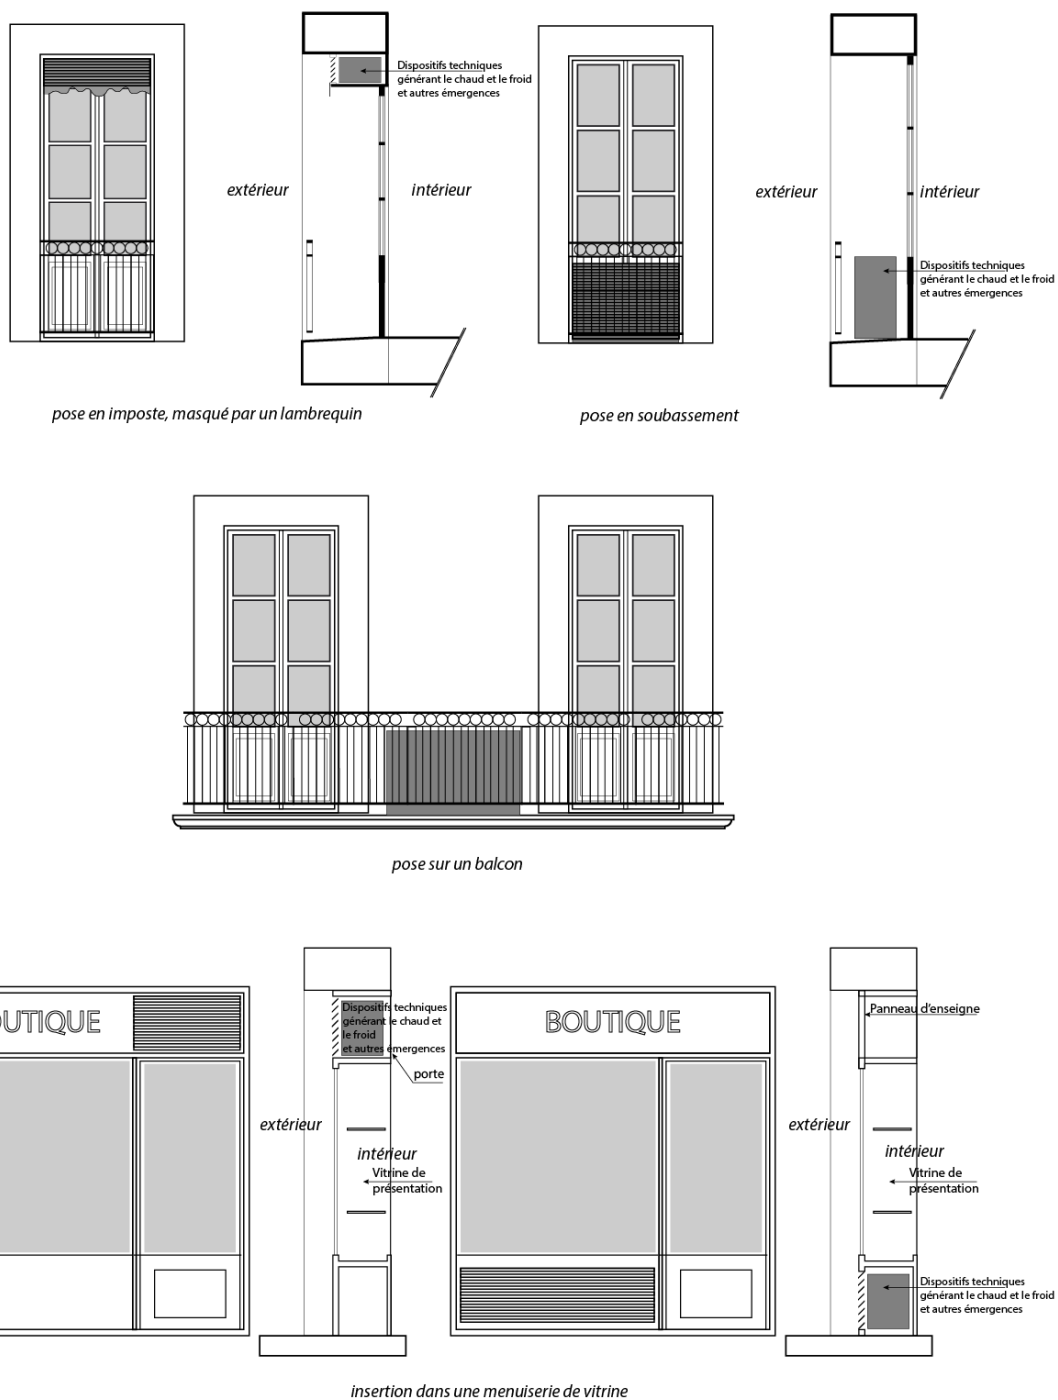 Dispositifs techniques
générant le chaud et le froid
et autres émergences
extérieur
intérieur
pose en imposte, masqué par un lambrequin
extérieur
intérieur
Dispositifs techniques
générant le chaud et le froid
et autres émergences
pose en soubassement
pose sur un balcon
OUTIQUE
Dispositifs techniques
générant le chaud et
le froid
et autres émergences
porte
extérieur
intérieur
Vitrine de
présentation
BOUTIQUE
Panneau d'enseigne
extérieur
intérieur
Vitrine de
présentation
Dispositifs techniques
générant le chaud et le froid
et autres émergences
insertion dans une menuiserie de vitrine